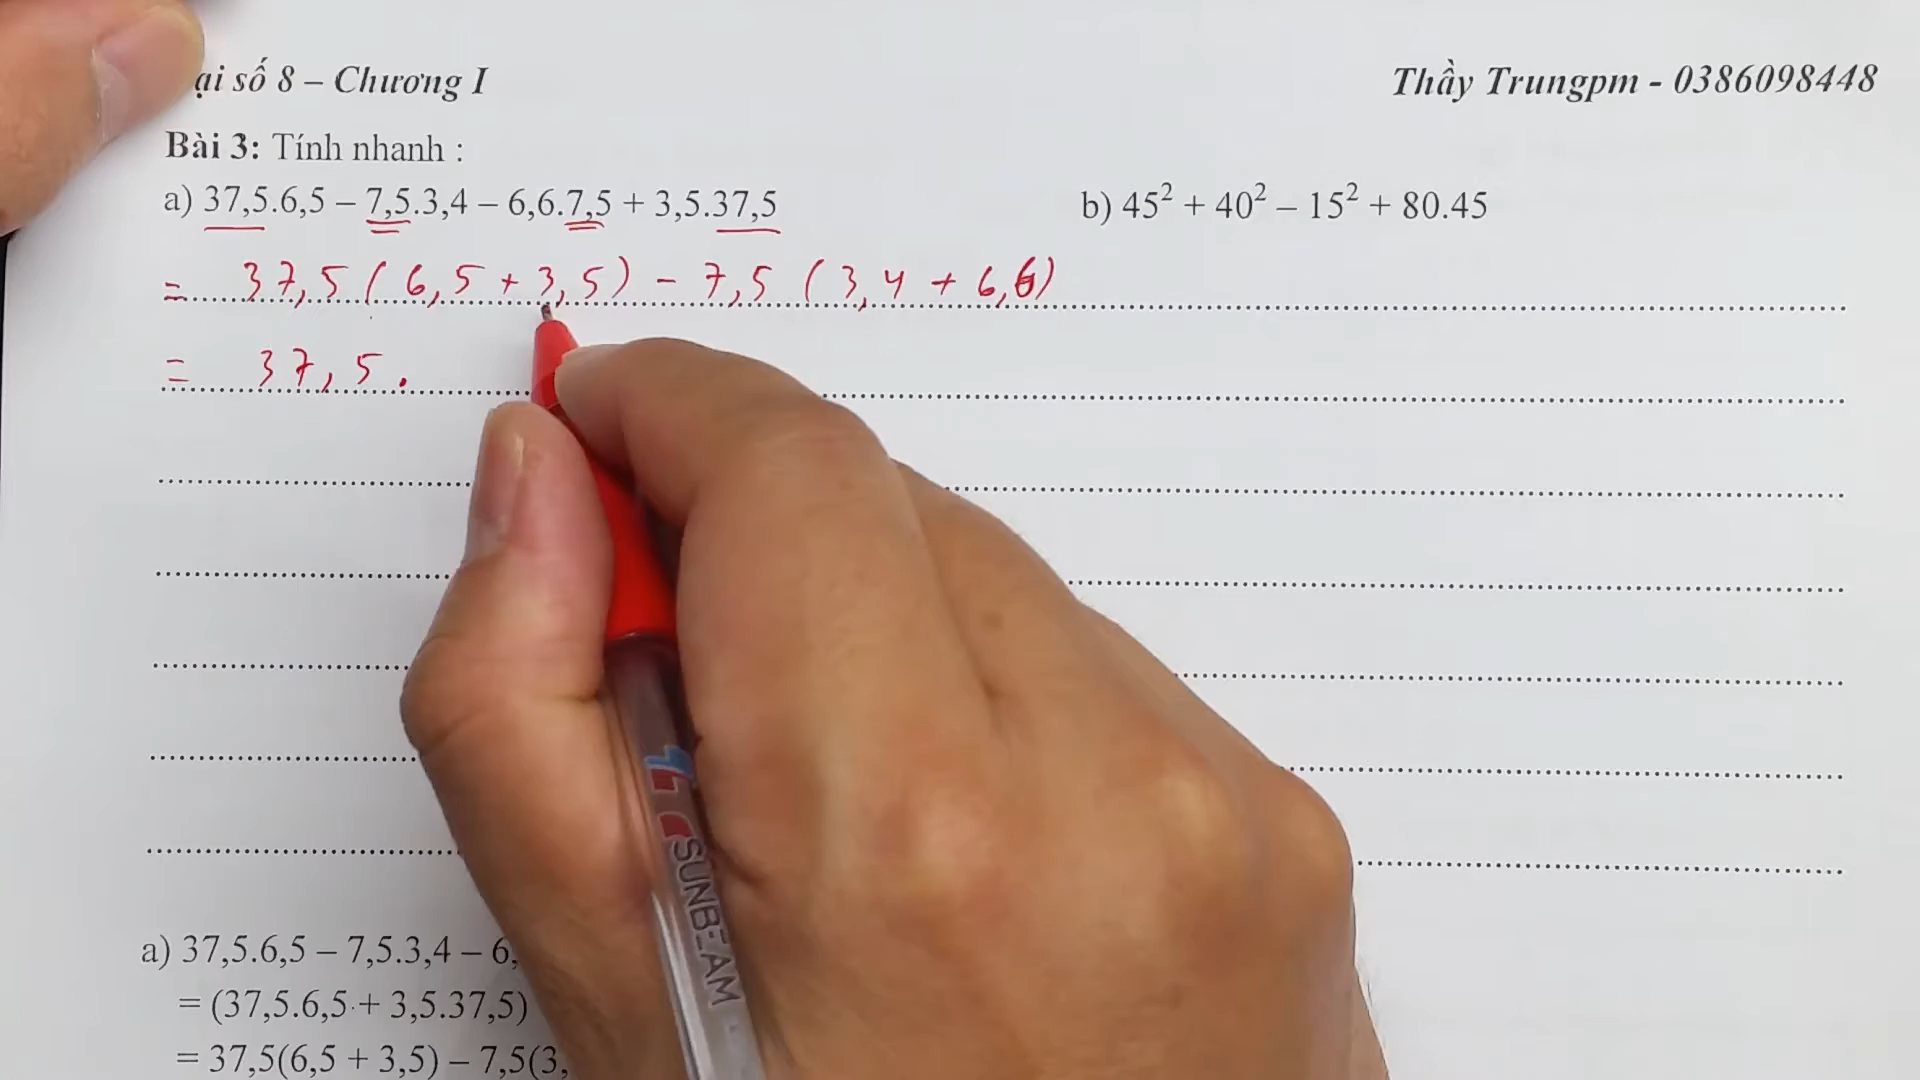 ại số 8 – Chương I
Thầy Trungpm - 0386098448
Bài 3: Tính nhanh :
a) 37,5.6,5 – 7,5.3,4 – 6,6.7,5 + 3,5.37,5
b) 45² + 40² – 15² + 80.45
= 37,5 ( 6,5 + 3,5) - 7,5 (3,4 + 6,6)
= 37,5 .
a) 37,5.6,5 – 7,5.3,4 – 6,
= (37,5.6,5 + 3,5.37,5)
= 37,5(6,5 + 3,5) – 7,5(3,
SUNBEAM